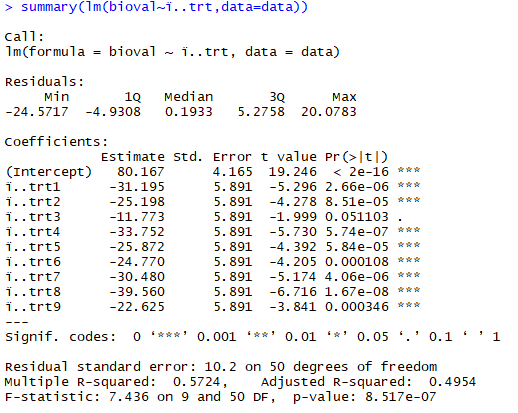 > summary(lm(bioval~ï..trt,data=data))
Call:
lm(formula = bioval ~ ï..trt, data = data)
Residuals:
     Min       1Q   Median       3Q      Max
-24.5717  -4.9308   0.1933   5.2758  20.0783
Coefficients:
            Estimate Std. Error t value Pr(>|t|)
(Intercept)   80.167      4.165  19.246  < 2e-16 ***
ï..trt1      -31.195      5.891  -5.296 2.66e-06 ***
ï..trt2      -25.198      5.891  -4.278 8.51e-05 ***
ï..trt3      -11.773      5.891  -1.999 0.051103 .
ï..trt4      -33.752      5.891  -5.730 5.74e-07 ***
ï..trt5      -25.872      5.891  -4.392 5.84e-05 ***
ï..trt6      -24.770      5.891  -4.205 0.000108 ***
ï..trt7      -30.480      5.891  -5.174 4.06e-06 ***
ï..trt8      -39.560      5.891  -6.716 1.67e-08 ***
ï..trt9      -22.625      5.891  -3.841 0.000346 ***
---
Signif. codes:  0 ‘***’ 0.001 ‘**’ 0.01 ‘*’ 0.05 ‘.’ 0.1 ‘ ’ 1
Residual standard error: 10.2 on 50 degrees of freedom
Multiple R-squared:  0.5724,    Adjusted R-squared:  0.4954
F-statistic: 7.436 on 9 and 50 DF,  p-value: 8.517e-07